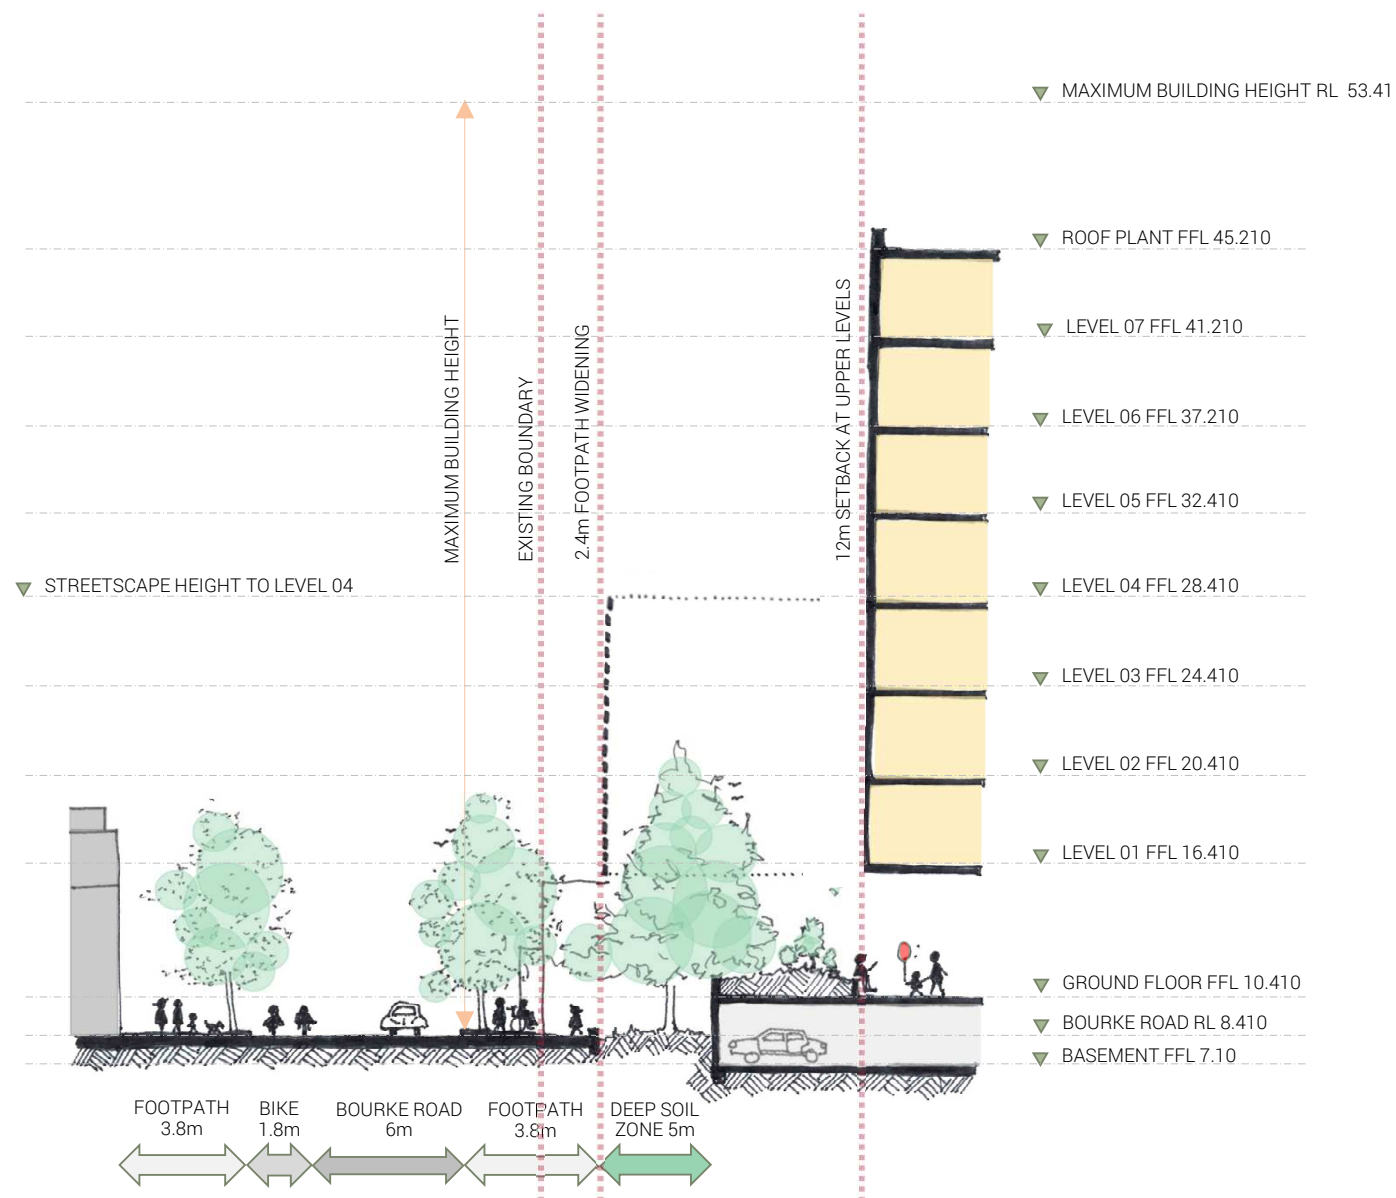 MAXIMUM BUILDING HEIGHT RL 53.41
ROOF PLANT FFL 45.210
LEVEL 07 FFL 41.210
LEVEL 06 FFL 37.210
LEVEL 05 FFL 32.410
STREETSCAPE HEIGHT TO LEVEL 04
LEVEL 04 FFL 28.410
LEVEL 03 FFL 24.410
LEVEL 02 FFL 20.410
LEVEL 01 FFL 16.410
GROUND FLOOR FFL 10.410
BOURKE ROAD RL 8.410
BASEMENT FFL 7.10
MAXIMUM BUILDING HEIGHT
EXISTING BOUNDARY
2.4m FOOTPATH WIDENING
12m SETBACK AT UPPER LEVELS
FOOTPATH
3.8m
BIKE
1.8m
BOURKE ROAD
6m
FOOTPATH
3.8m
DEEP SOIL
ZONE 5m